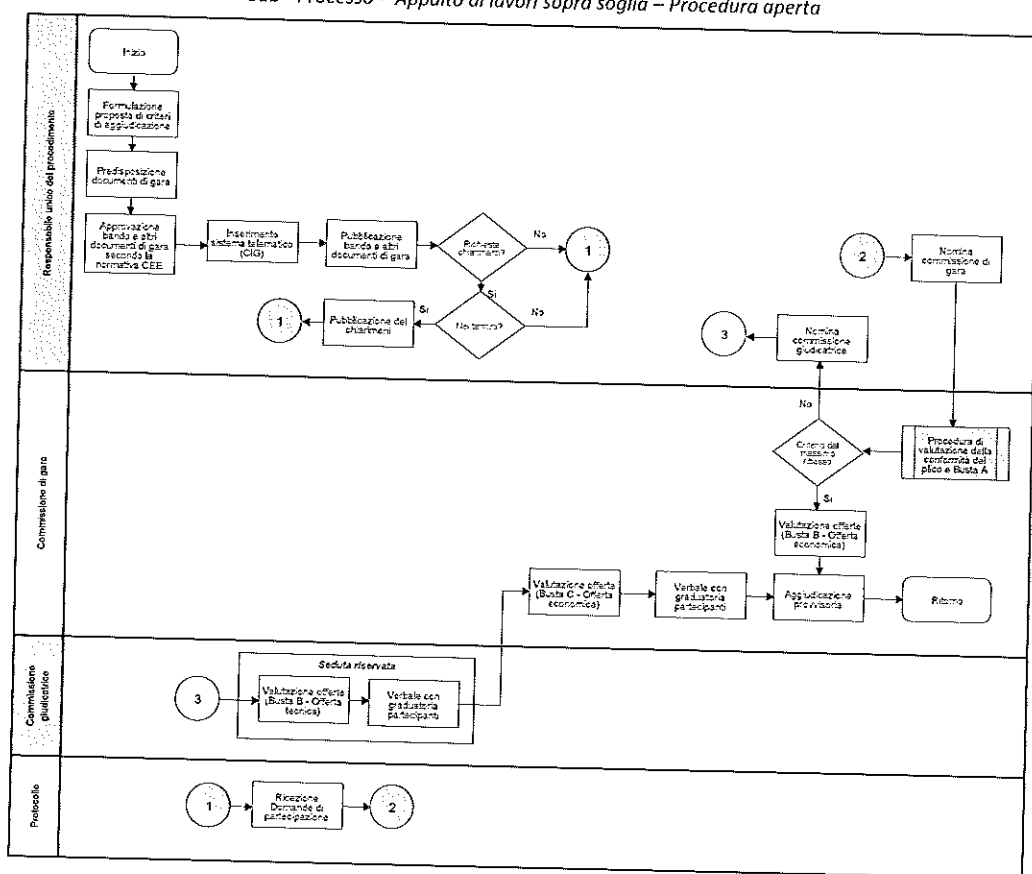 Processo - Appalto di lavori sopra soglia – Procedura aperta
Responsabile unico del procedimento
Inizio
Formulazione
proposta di criteri
di aggiudicazione
Predisposizione
documenti di gara
Approvazione
bando e altri
documenti di gara
secondo la
normativa CEE
Inserimento
sistema telematico
(CIG)
Pubblicazione
bando e altri
documenti di gara
Richieste
chiarimenti?
No
1
Si
Nei termini?
No
Si
Pubblicazione dei
chiarimeni
1
2
Nomina
commissione di
gara
Nomina
commissione
giudicatrice
3
Commissione di gara
No
Criterio del
massimo
ribasso
Procedura di
valutazione della
conformità del
plico e Busta A
Si
Valutazione offerte
(Busta B - Offerta
economica)
Valutazione offerte
(Busta C - Offerta
economica)
Verbale con
graduatoria
partecipanti
Aggiudicazione
provvisoria
Ritorno
Commissione
giudicatrice
Seduta riservata
3
Valutazione offerte
(Busta B - Offerta
tecnica)
Verbale con
graduatoria
partecipanti
Protocollo
1
Ricezione
Domande di
partecipazione
2